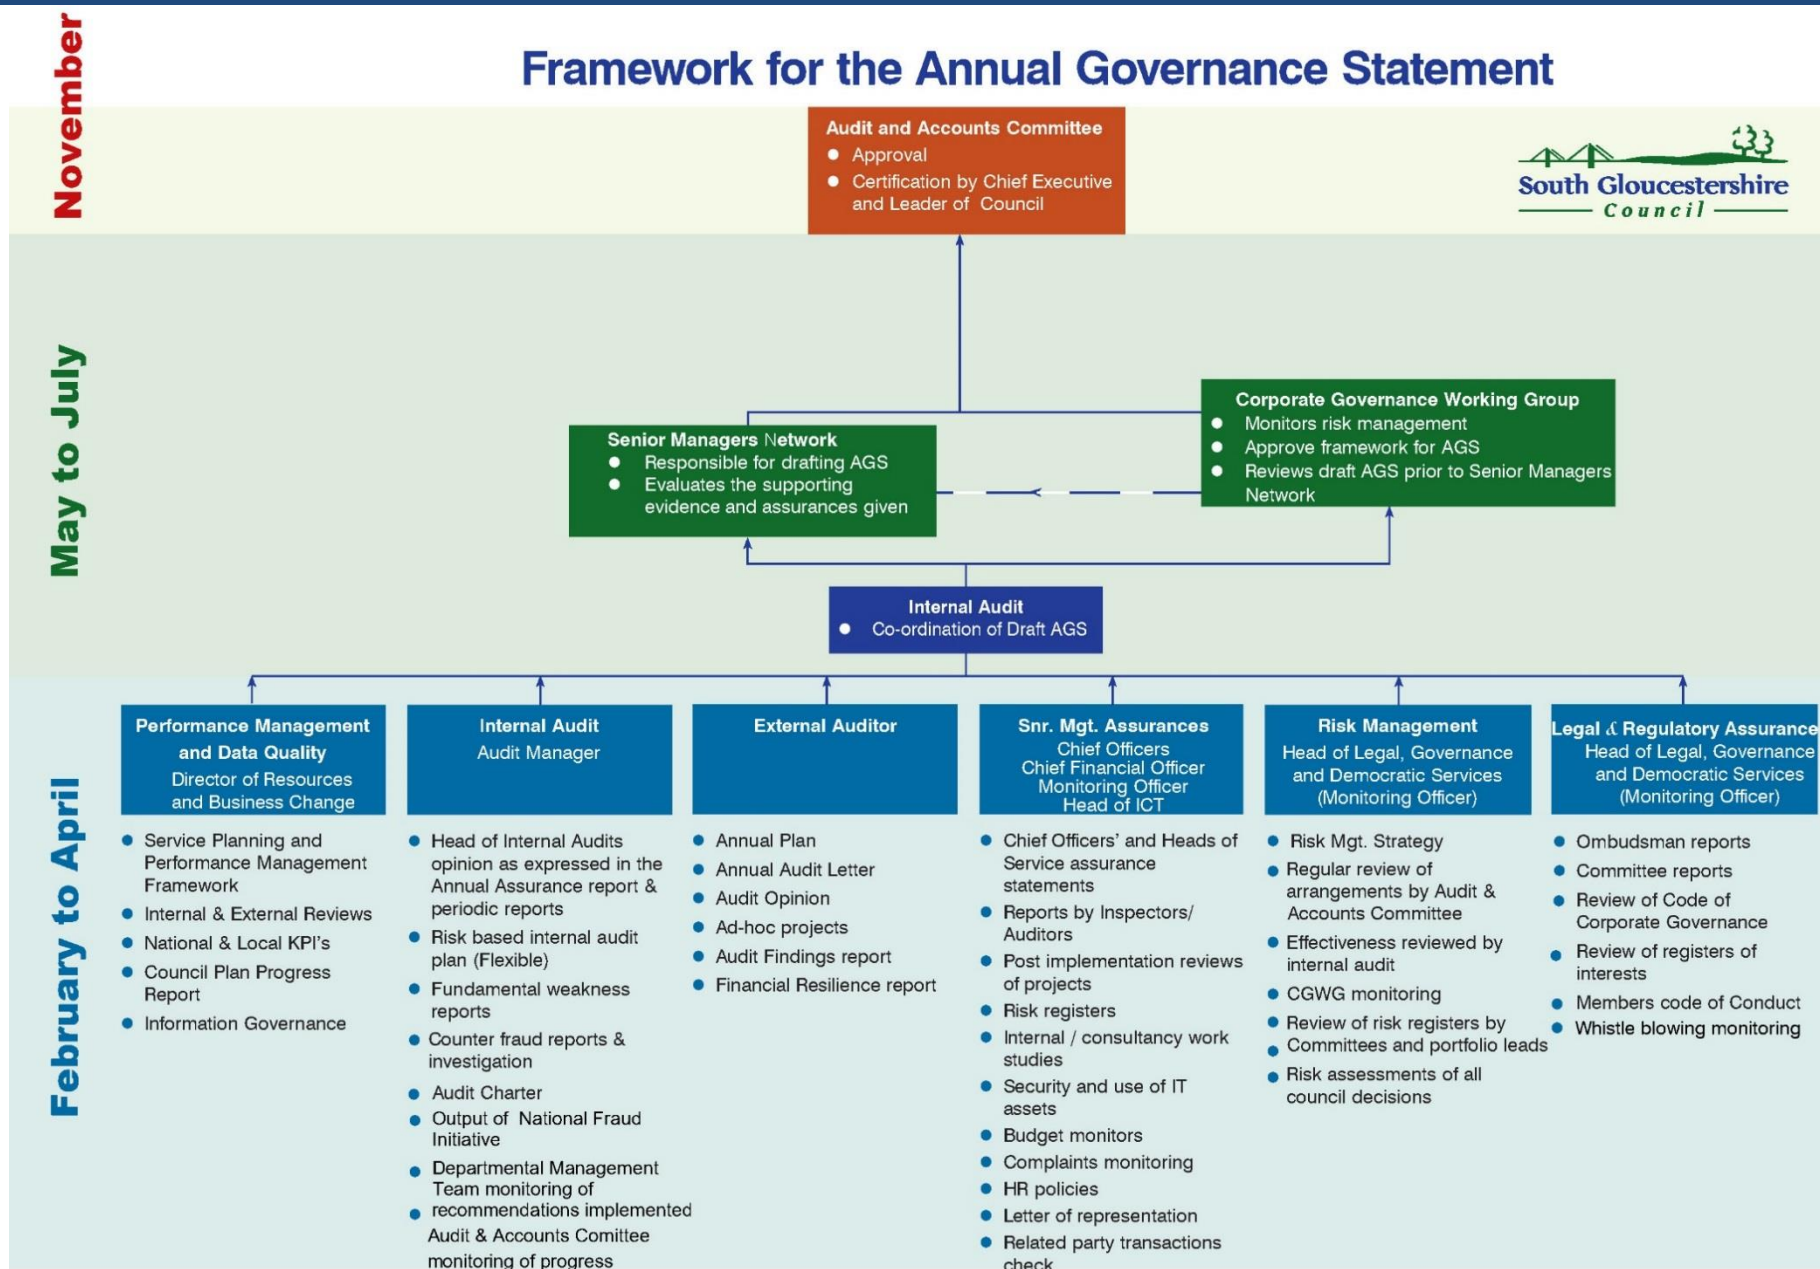 Framework for the Annual Governance Statement
November
Audit and Accounts Committee
Approval
Certification by Chief Executive
and Leader of Council
South Gloucestershire
Council
May to July
Corporate Governance Working Group
Monitors risk management
Approve framework for AGS
Reviews draft AGS prior to Senior Managers
Network
Senior Managers Network
Responsible for drafting AGS
Evaluates the supporting
evidence and assurances given
Internal Audit
Co-ordination of Draft AGS
February to April
Performance Management
and Data Quality
Director of Resources
and Business Change
Service Planning and
Performance Management
Framework
Internal & External Reviews
National & Local KPI's
Council Plan Progress
Report
Information Governance
Internal Audit
Audit Manager
Head of Internal Audits
opinion as expressed in the
Annual Assurance report &
periodic reports
Risk based internal audit
plan (Flexible)
Fundamental weakness
reports
Counter fraud reports &
investigation
Audit Charter
Output of National Fraud
Initiative
Departmental Management
Team monitoring of
recommendations implemented
Audit & Accounts Comittee
monitoring of progress
External Auditor
Annual Plan
Annual Audit Letter
Audit Opinion
Ad-hoc projects
Audit Findings report
Financial Resilience report
Snr. Mgt. Assurances
Chief Officers
Chief Financial Officer
Monitoring Officer
Head of ICT
Chief Officers' and Heads of
Service assurance
statements
Reports by Inspectors/
Auditors
Post implementation reviews
of projects
Risk registers
Internal / consultancy work
studies
Security and use of IT
assets
Budget monitors
Complaints monitoring
HR policies
Letter of representation
Related party transactions
check
Risk Management
Head of Legal, Governance
and Democratic Services
(Monitoring Officer)
Risk Mgt. Strategy
Regular review of
arrangements by Audit &
Accounts Committee
Effectiveness reviewed by
internal audit
CGWG monitoring
Review of risk registers by
Committees and portfolio leads
Risk assessments of all
council decisions
Legal & Regulatory Assurance
Head of Legal, Governance
and Democratic Services
(Monitoring Officer)
Ombudsman reports
Committee reports
Review of Code of
Corporate Governance
Review of registers of
interests
Members code of Conduct
Whistle blowing monitoring